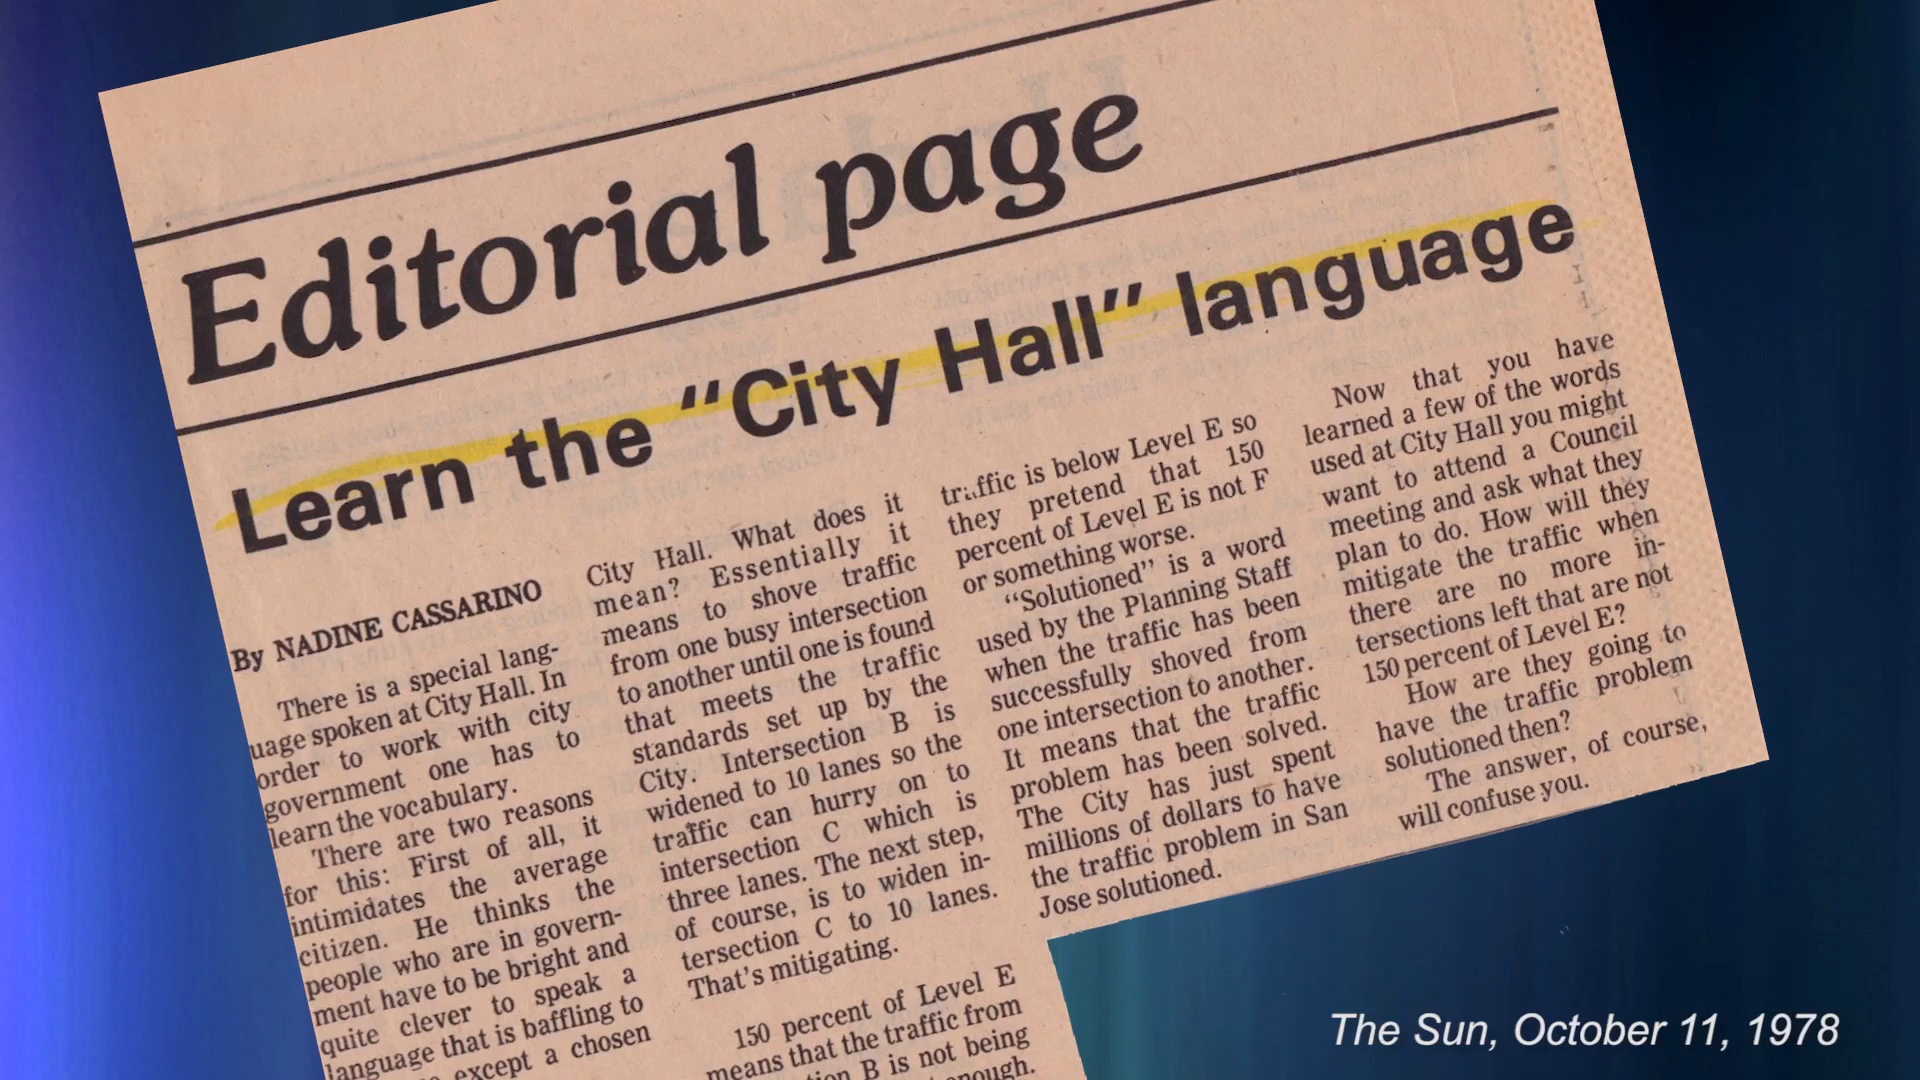 Editorial page
Learn the "City Hall" language
By NADINE CASSARINO
There is a special lang-
uage spoken at City Hall. In
order to work with city
government one has to
learn the vocabulary.
There are two reasons
for this: First of all, it
intimidates the average
citizen. He thinks the
people who are in govern-
ment have to be bright and
quite clever to speak a
language that is baffling to
except a chosen
City Hall. What does it
mean? Essentially it
means to shove traffic
from one busy intersection
to another until one is found
that meets the traffic
standards set up by the
City. Intersection B is
widened to 10 lanes so the
traffic can hurry on to
intersection C which is
three lanes. The next step,
of course, is to widen in-
tersection C to 10 lanes.
That's mitigating.
150 percent of Level E
means that the traffic from
B is not being
traffic is below Level E so
they pretend that 150
percent of Level E is not F
or something worse.
"Solutioned" is a word
used by the Planning Staff
when the traffic has been
successfully shoved from
one intersection to another.
It means that the traffic
problem has been solved.
The City has just spent
millions of dollars to have
the traffic problem in San
Jose solutioned.
Now that you have
learned a few of the words
used at City Hall you might
want to attend a Council
meeting and ask what they
plan to do. How will they
mitigate the traffic when
there are no more in-
tersections left that are not
150 percent of Level E?
How are they going to
have the traffic problem
solutioned then?
The answer, of course,
will confuse you.
The Sun, October 11, 1978